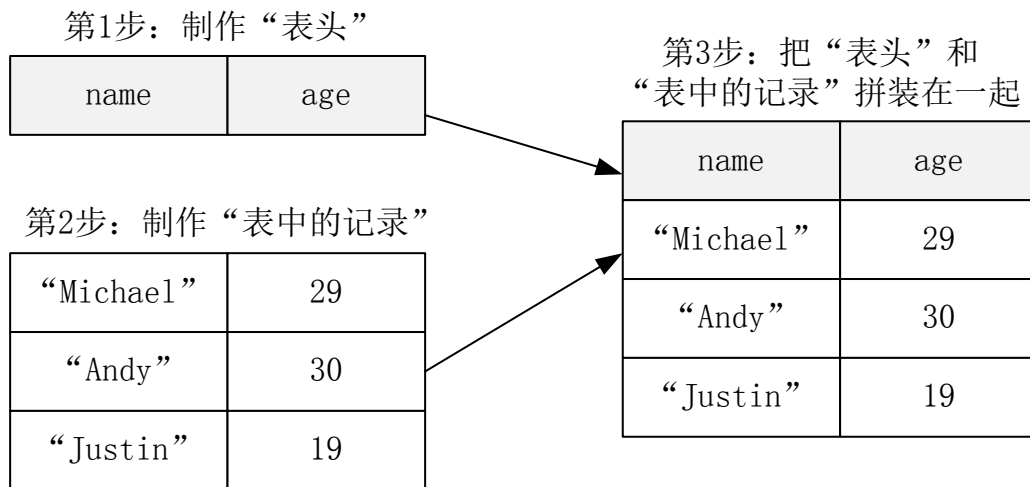 第1步：制作“表头”
name age
第2步：制作“表中的记录”
“Michael” 29
“Andy” 30
“Justin” 19
第3步：把“表头”和
“表中的记录”拼装在一起
name age
“Michael” 29
“Andy” 30
“Justin” 19